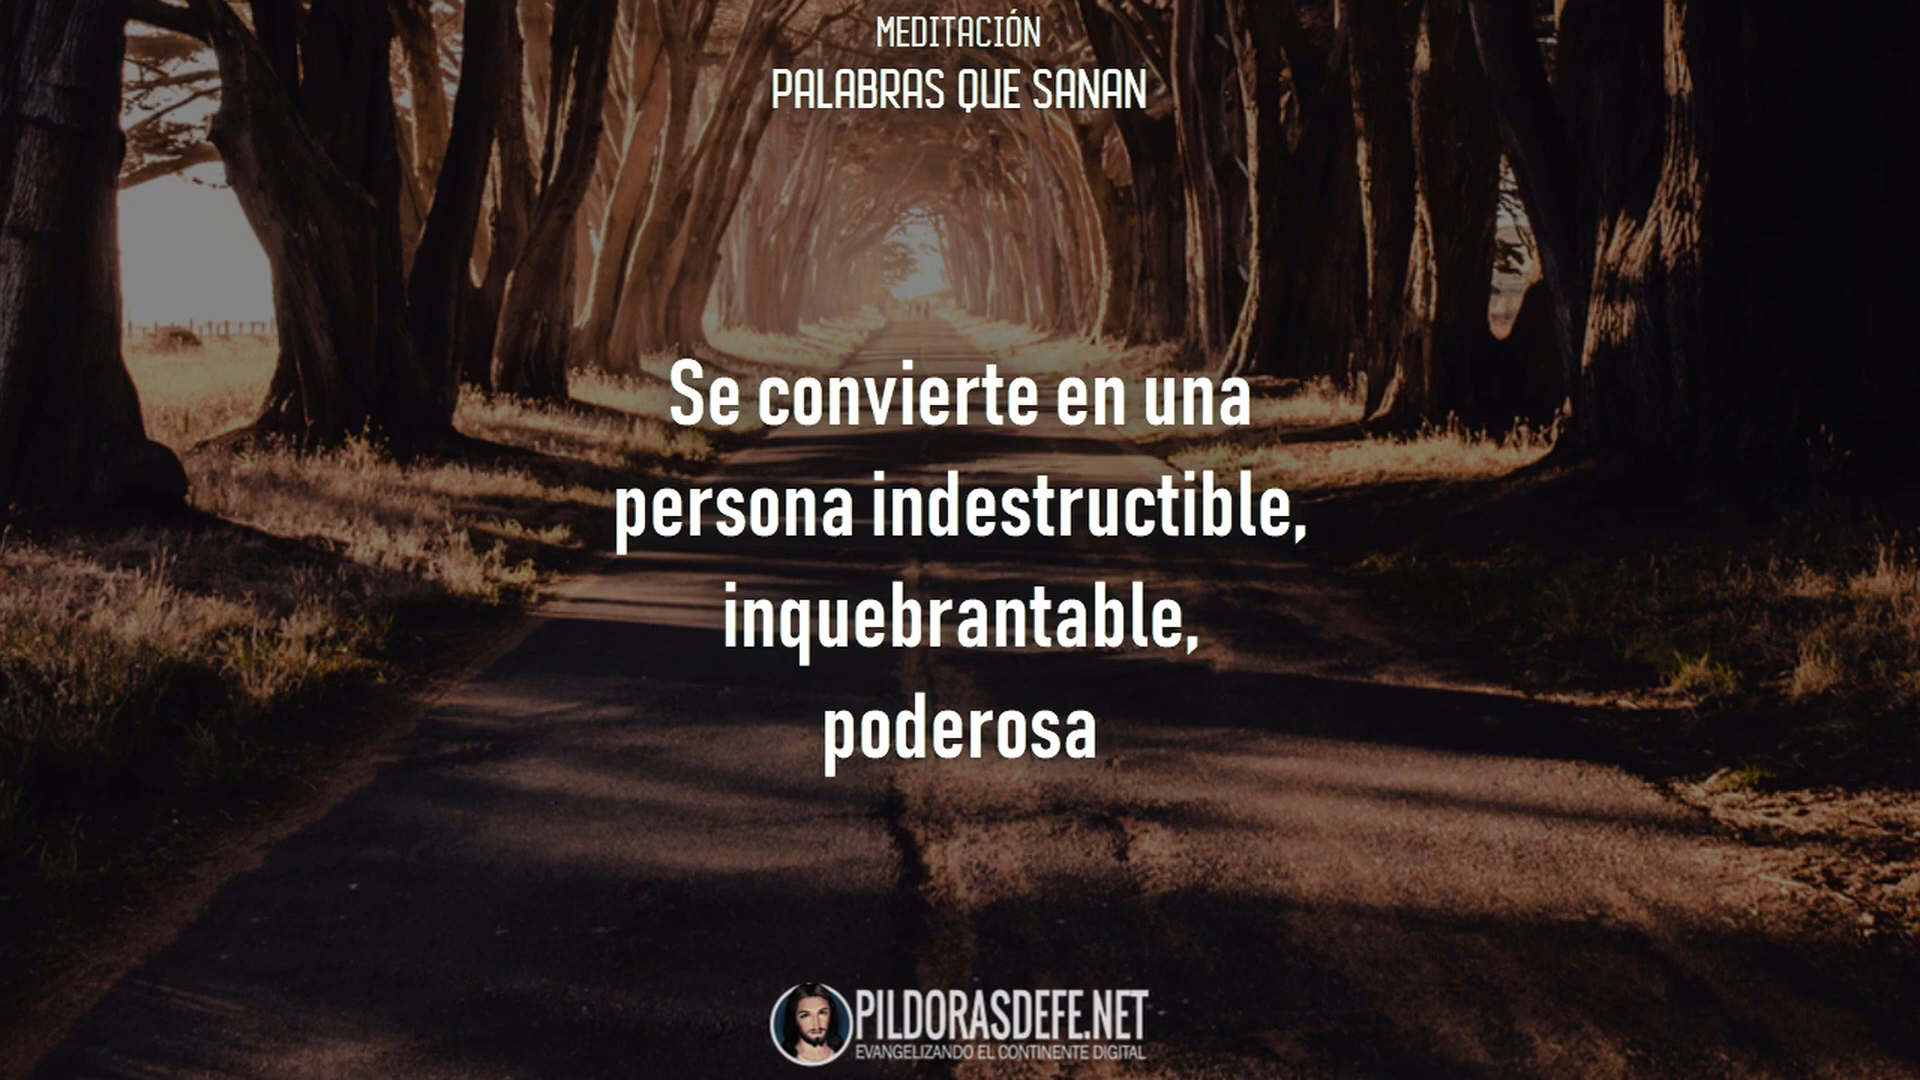 MEDITACIÓN
PALABRAS QUE SANAN
Se convierte en una
persona indestructible,
inquebrantable,
poderosa
PILDORASDEFE.NET
EVANGELIZANDO EL CONTINENTE DIGITAL